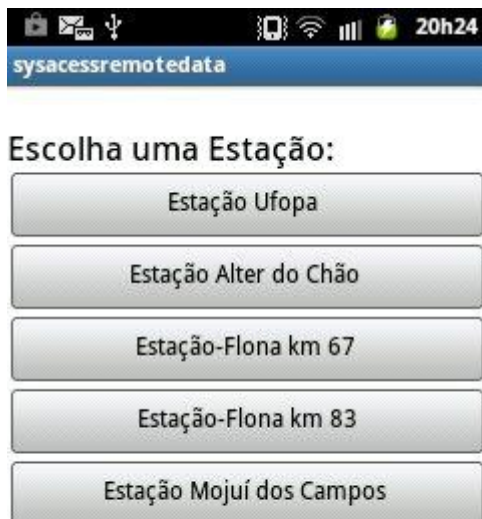 20h24
sysacessremotedata
Escolha uma Estação:
Estação Ufopa
Estação Alter do Chão
Estação-Flona km 67
Estação-Flona km 83
Estação Mojuí dos Campos